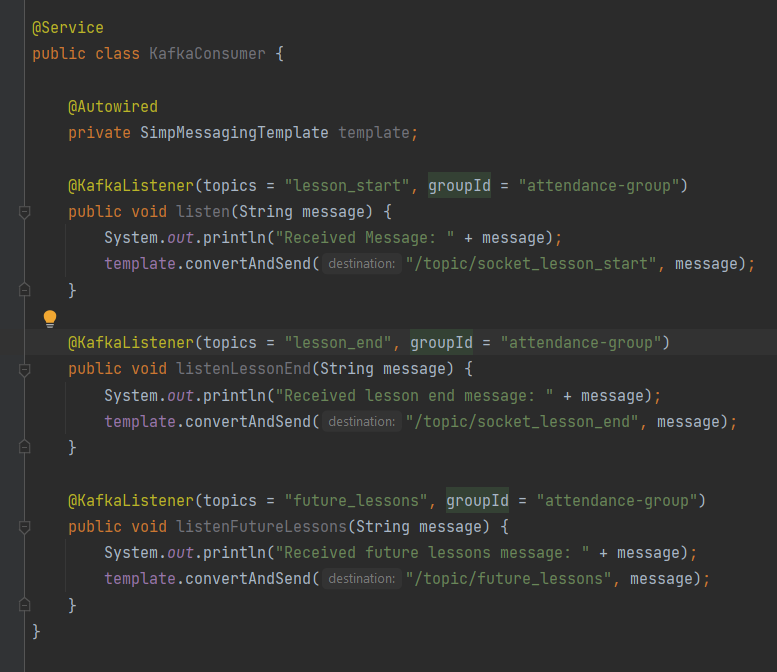 @Service
public class KafkaConsumer {
@Autowired
private SimpMessagingTemplate template;
@KafkaListener(topics = "lesson_start", groupId = "attendance-group")
public void listen(String message) {
System.out.println("Received Message: " + message);
template.convertAndSend( destination: "/topic/socket_lesson_start", message);
}
@KafkaListener(topics = "lesson_end", groupId = "attendance-group")
public void listenLessonEnd(String message) {
System.out.println("Received lesson end message: " + message);
template.convertAndSend( destination: "/topic/socket_lesson_end", message);
}
@KafkaListener(topics = "future_lessons", groupId = "attendance-group")
public void listenFutureLessons(String message) {
System.out.println("Received future lessons message: " + message);
template.convertAndSend( destination: "/topic/future_lessons", message);
}
}